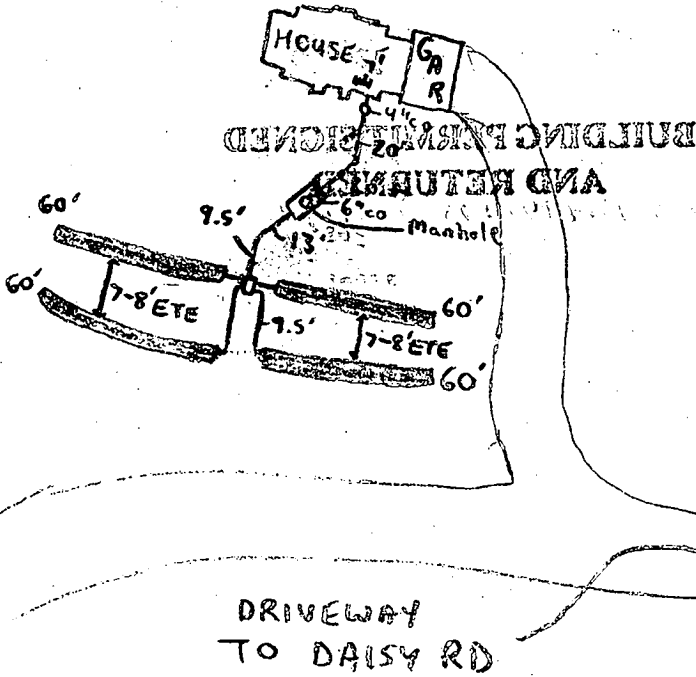 HOUSE
GAR
7'
4"c
BUILDING PERMIT SIGNED
20'
AND RETURNED
6"co
Manhole
60'
9.5'
13'
60'
7-8'ETE
9.5'
60'
7-8'ETE
60'
DRIVEWAY
TO DAISY RD